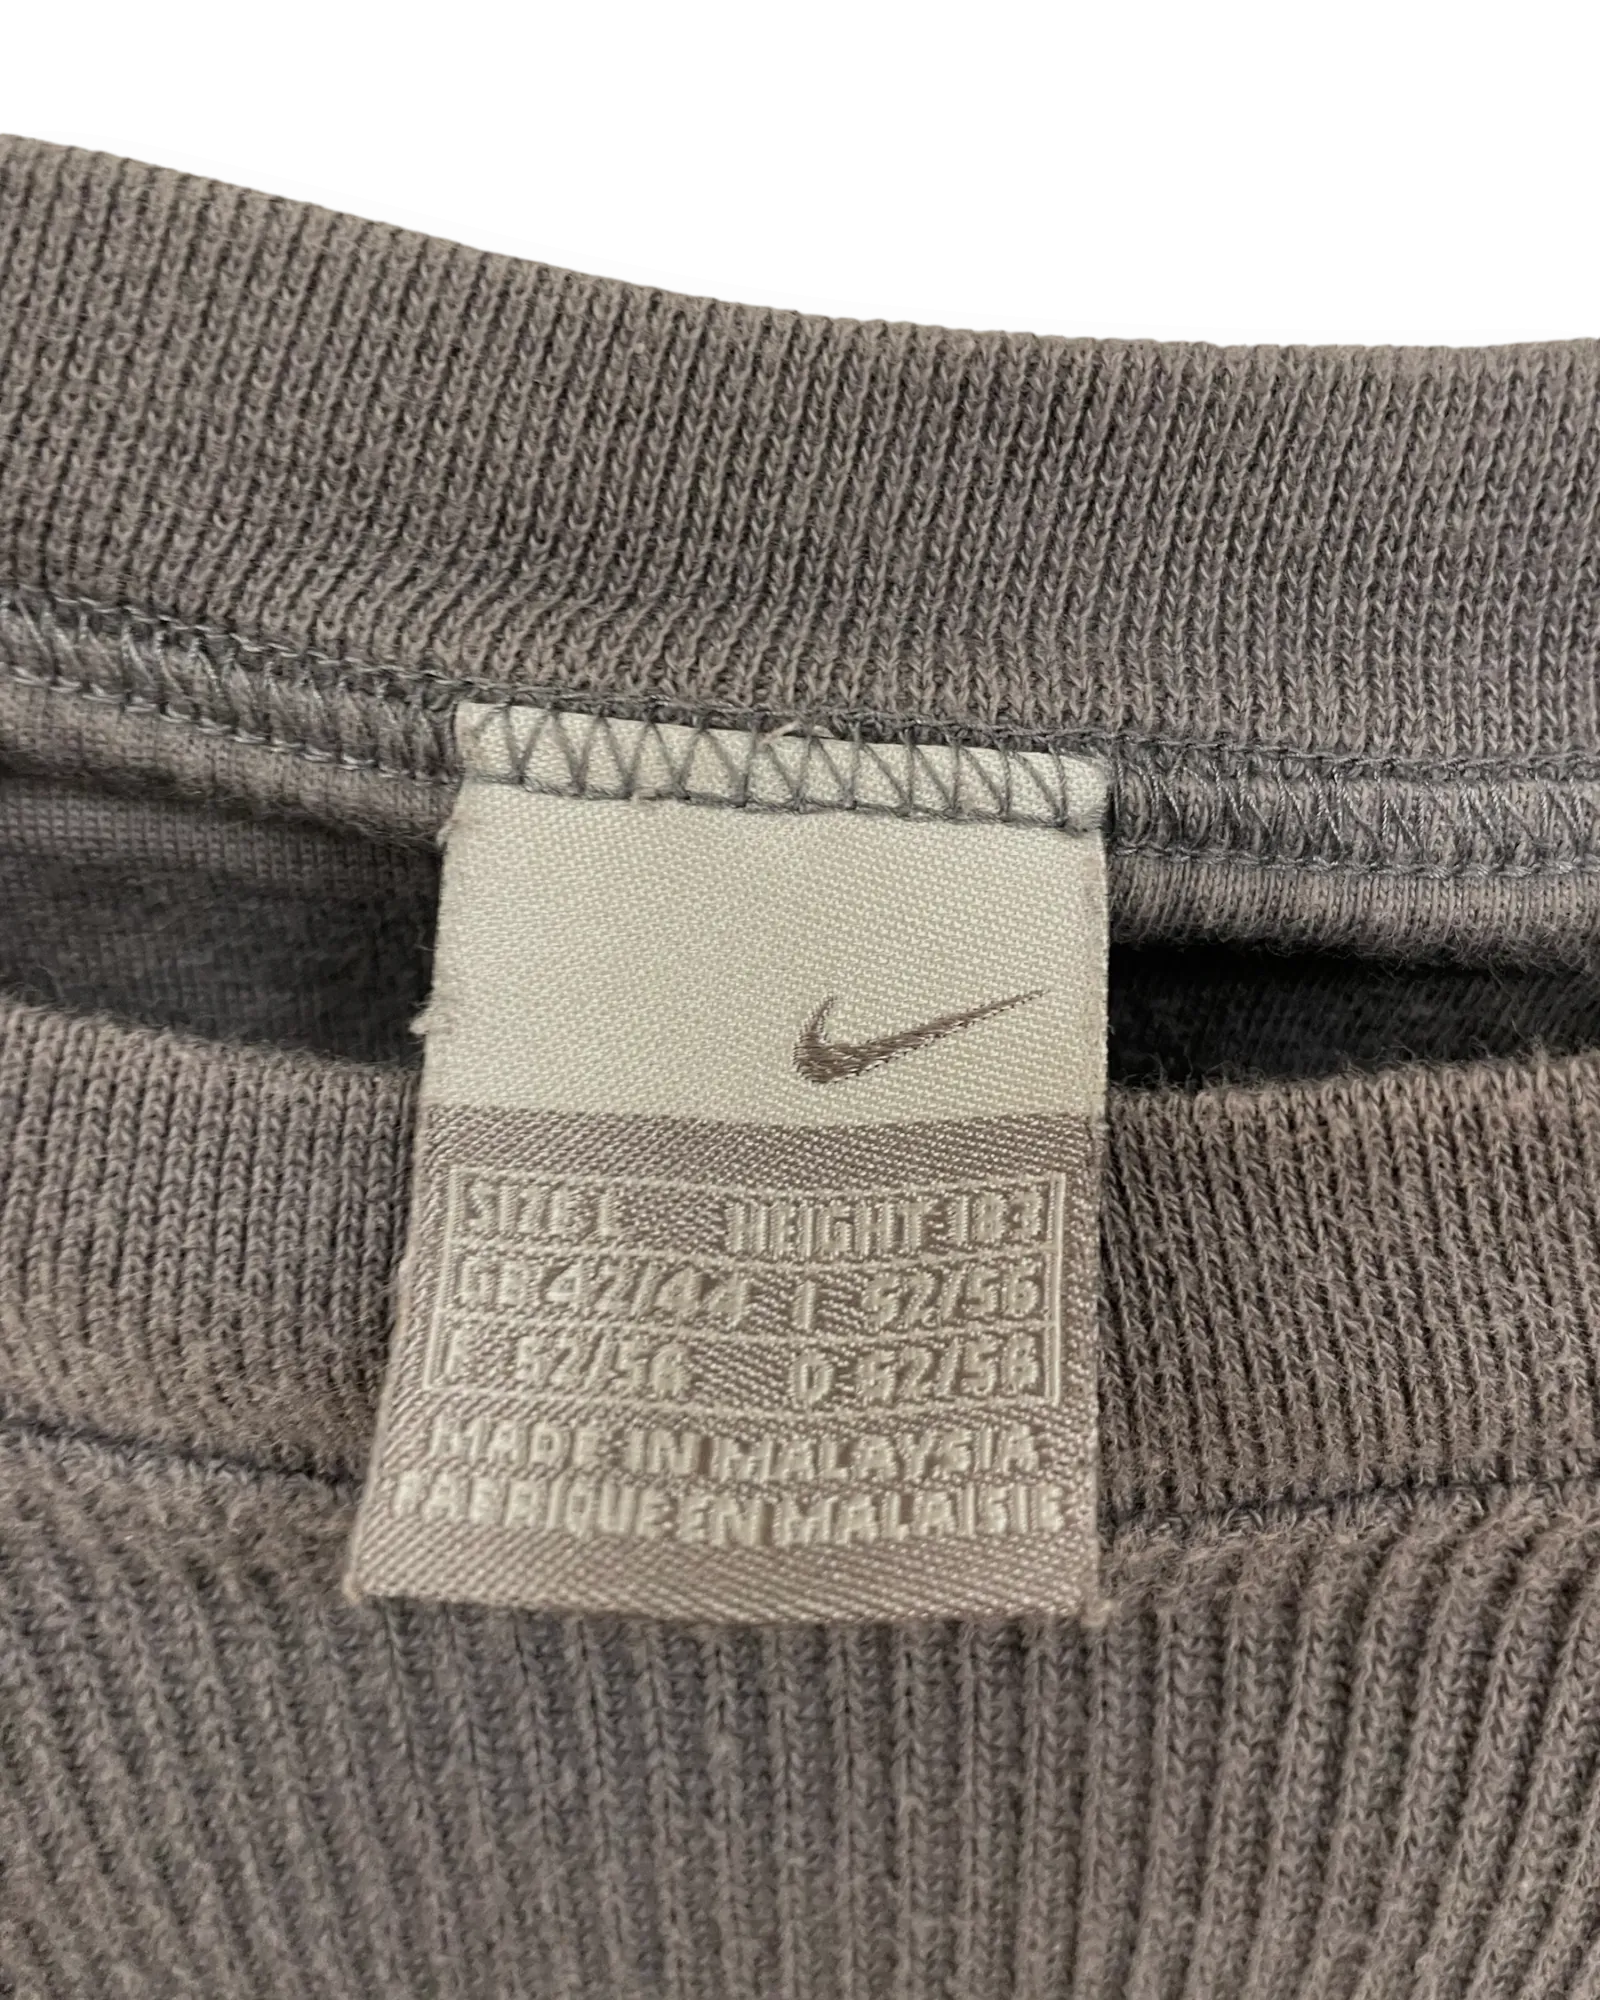 SIZE L HEIGHT 183
GB 42/44 I 52/56
F 52/56 D 52/56
MADE IN MALAYSIA
FABRIQUE EN MALAISIE